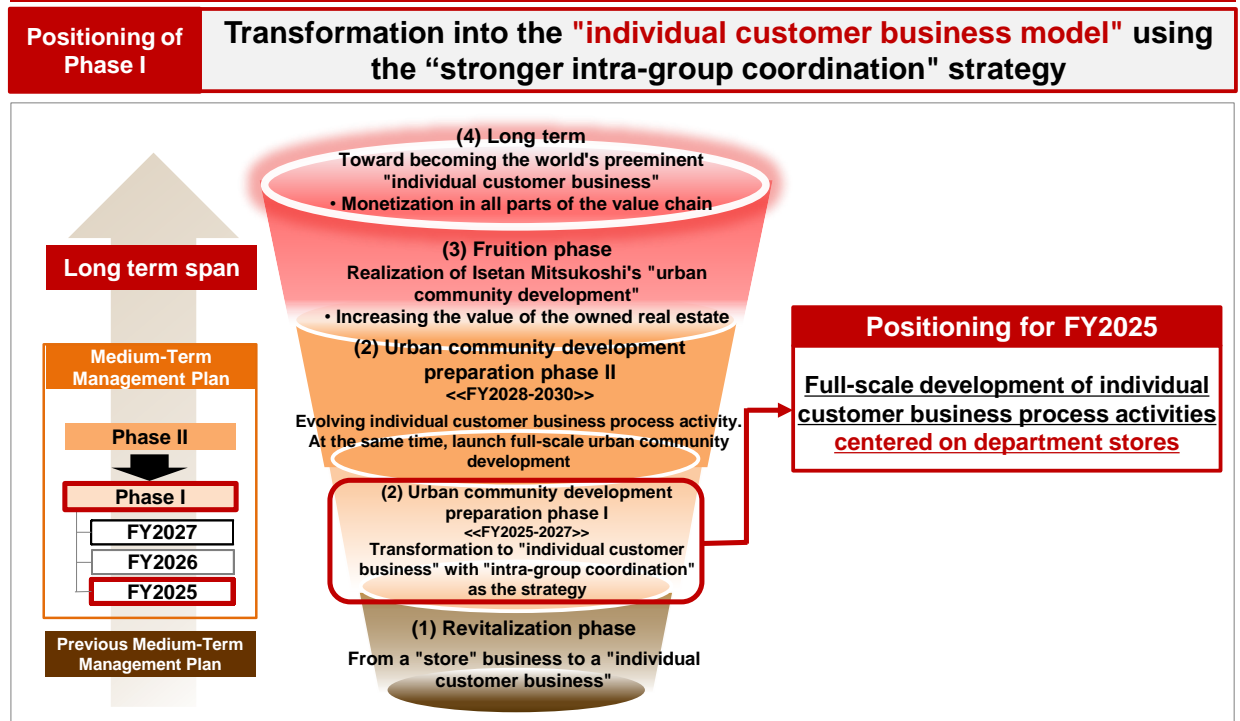 Positioning of
Phase I
Transformation into the "individual customer business model" using
the “stronger intra-group coordination" strategy
Long term span
Medium-Term
Management Plan
Phase II
Phase I
FY2027
FY2026
FY2025
Previous Medium-Term
Management Plan
(4) Long term
Toward becoming the world's preeminent
"individual customer business"
• Monetization in all parts of the value chain
(3) Fruition phase
Realization of Isetan Mitsukoshi's "urban
community development"
• Increasing the value of the owned real estate
(2) Urban community development
preparation phase II
<<FY2028-2030>>
Evolving individual customer business process activity.
At the same time, launch full-scale urban community
development
(2) Urban community development
preparation phase I
<<FY2025-2027>>
Transformation to "individual customer
business" with "intra-group coordination"
as the strategy
(1) Revitalization phase
From a "store" business to a "individual
customer business"
Positioning for FY2025
Full-scale development of individual
customer business process activities
centered on department stores